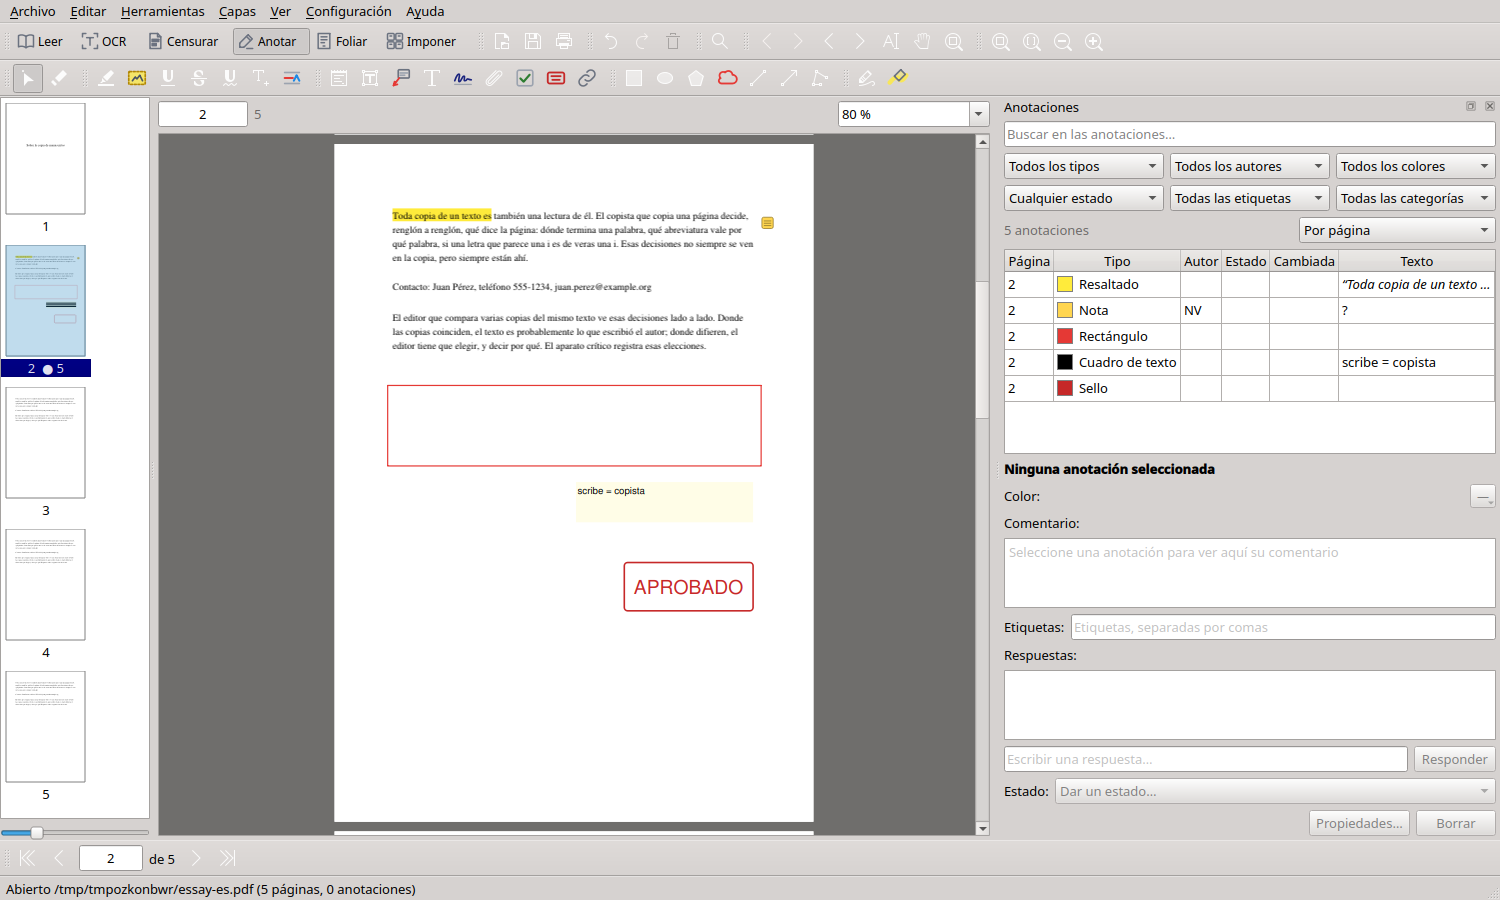 Archivo Editar Herramientas Capas Ver Configuración Ayuda
Leer OCR Censurar Anotar Foliar Imponer
2 5 80 %
1
2 5
3
4
5
Toda copia de un texto es también una lectura de él. El copista que copia una página decide,
renglón a renglón, qué dice la página: dónde termina una palabra, qué abreviatura vale por
qué palabra, si una letra que parece una i es de veras una i. Esas decisiones no siempre se ven
en la copia, pero siempre están ahí.
Contacto: Juan Pérez, teléfono 555-1234, juan.perez@example.org
El editor que compara varias copias del mismo texto ve esas decisiones lado a lado. Donde
las copias coinciden, el texto es probablemente lo que escribió el autor; donde difieren, el
editor tiene que elegir, y decir por qué. El aparato crítico registra esas elecciones.
scribe = copista
APROBADO
Anotaciones
Buscar en las anotaciones...
Todos los tipos Todos los autores Todos los colores
Cualquier estado Todas las etiquetas Todas las categorías
5 anotaciones Por página
Página Tipo Autor Estado Cambiada Texto
2 Resaltado “Toda copia de un texto ...
2 Nota NV ?
2 Rectángulo
2 Cuadro de texto scribe = copista
2 Sello
Ninguna anotación seleccionada
Color: —
Comentario:
Seleccione una anotación para ver aquí su comentario
Etiquetas: Etiquetas, separadas por comas
Respuestas:
Escribir una respuesta... Responder
Estado: Dar un estado...
Propiedades... Borrar
2 de 5
Abierto /tmp/tmpozkonbwr/essay-es.pdf (5 páginas, 0 anotaciones)